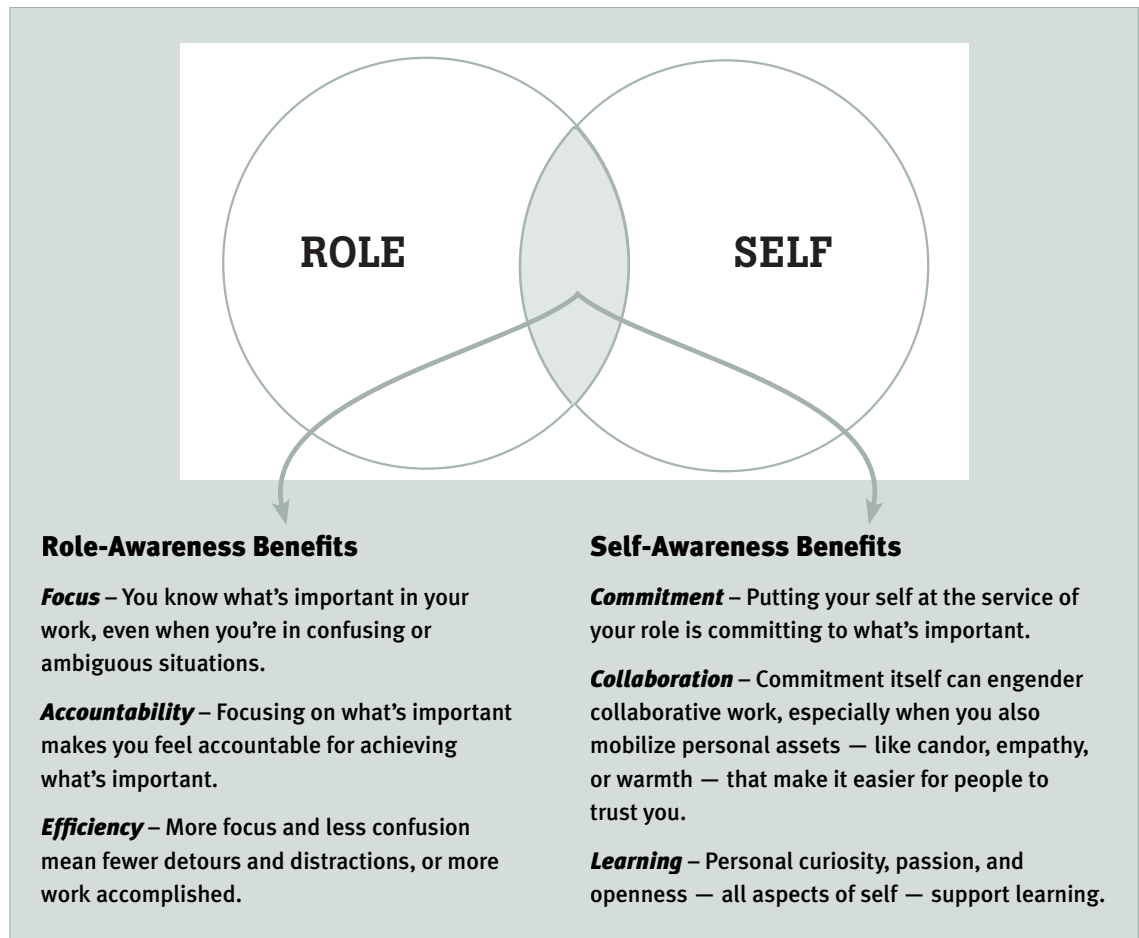 ROLE
SELF
Role-Awareness Benefits
Focus – You know what’s important in your
work, even when you’re in confusing or
ambiguous situations.
Accountability – Focusing on what’s important
makes you feel accountable for achieving
what’s important.
Efficiency – More focus and less confusion
mean fewer detours and distractions, or more
work accomplished.
Self-Awareness Benefits
Commitment – Putting your self at the service of
your role is committing to what’s important.
Collaboration – Commitment itself can engender
collaborative work, especially when you also
mobilize personal assets — like candor, empathy,
or warmth — that make it easier for people to
trust you.
Learning – Personal curiosity, passion, and
openness — all aspects of self — support learning.